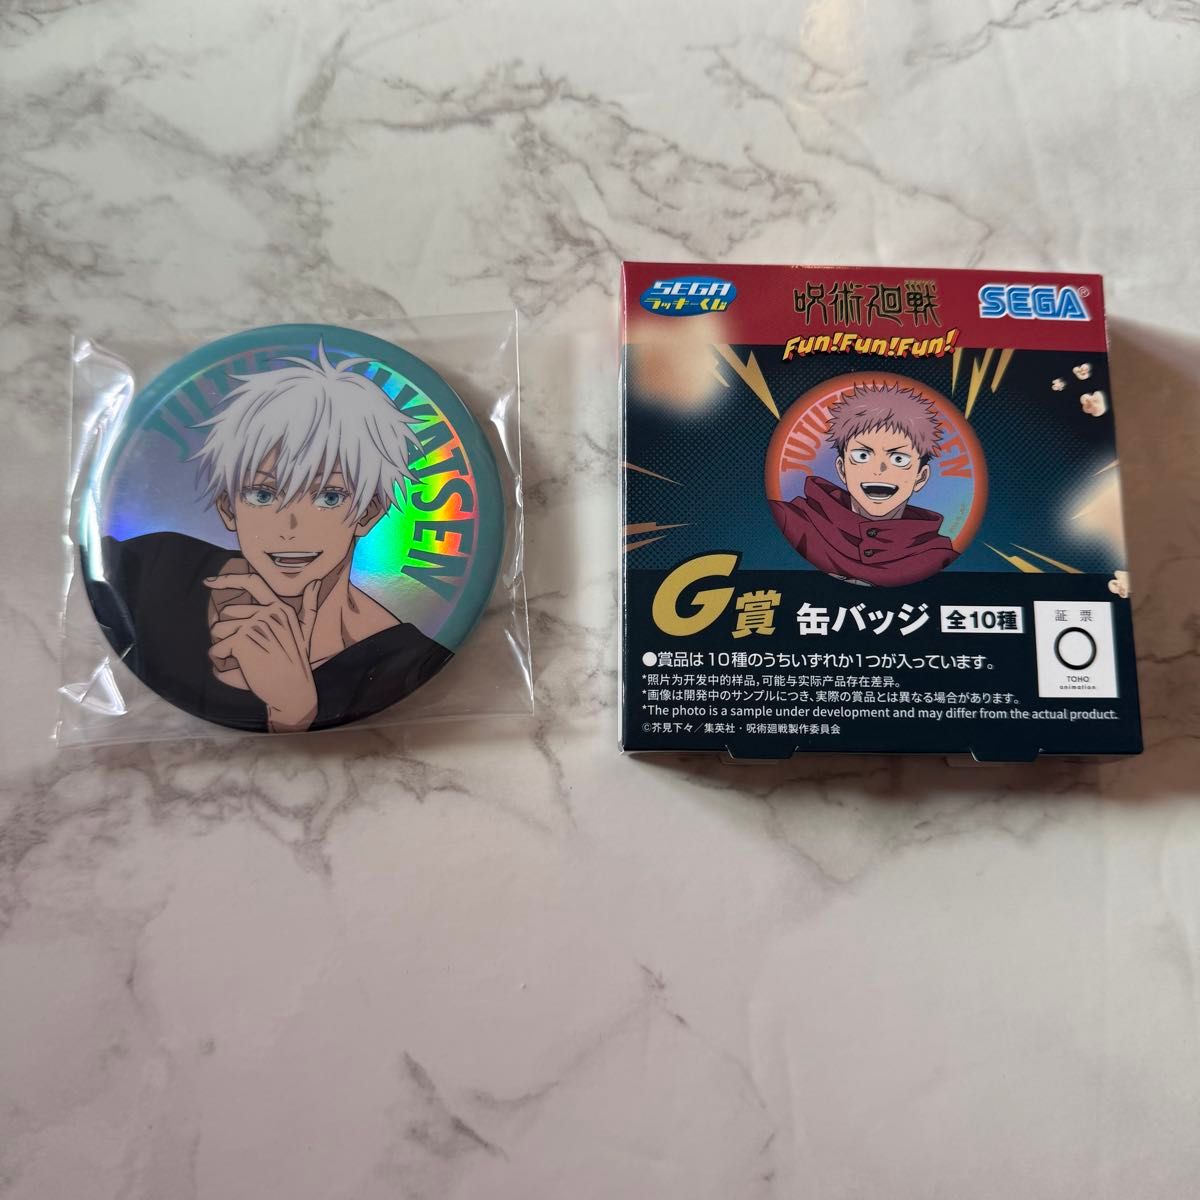 JUJUTSU KAISEN
SEGA
ラッキーくじ
呪術廻戦
Fun!Fun!Fun!
SEGA®
G賞 缶バッジ 全10種
証票
TOHO
animation
●賞品は10種のうちいずれか1つが入っています。
*照片为开发中的样品,可能与实际产品存在差异。
*画像は開発中のサンプルにつき、実際の賞品とは異なる場合があります。
*The photo is a sample under development and may differ from the actual product.
©芥見下々／集英社・呪術廻戦製作委員会